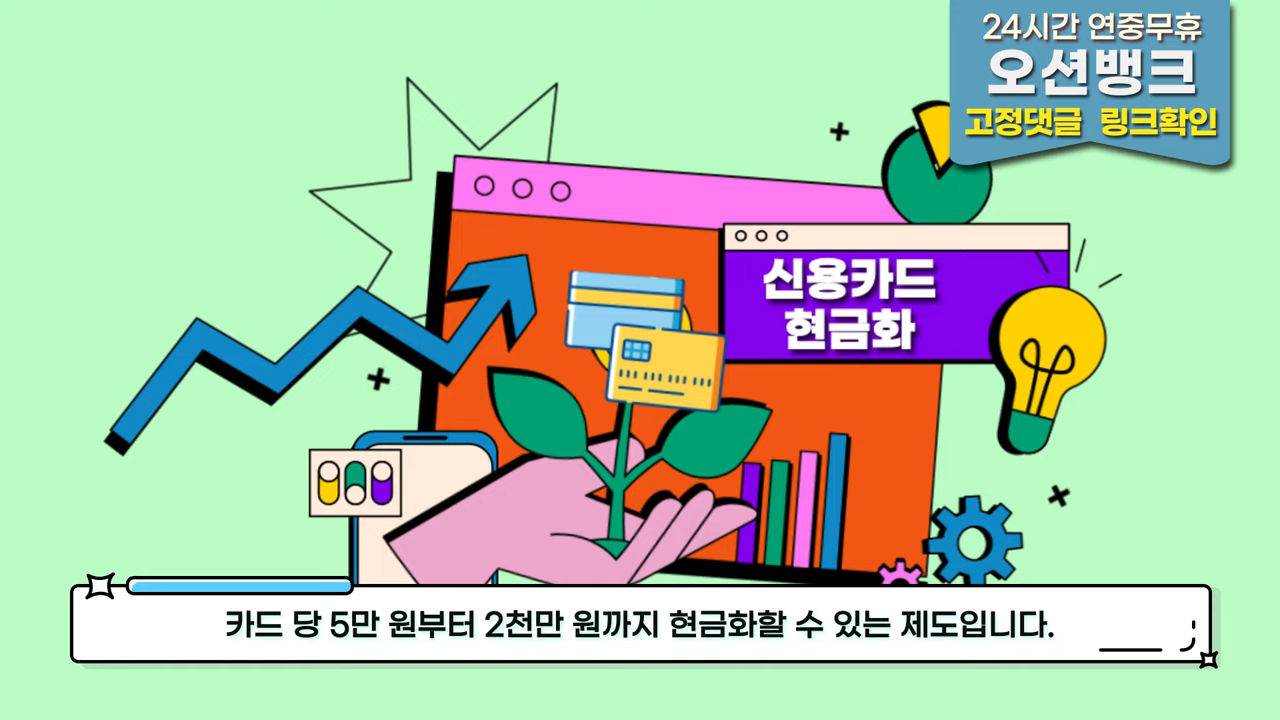 24시간 연중무휴
오션뱅크
고정댓글 링크확인
신용카드
현금화
카드 당 5만 원부터 2천만 원까지 현금화할 수 있는 제도입니다.